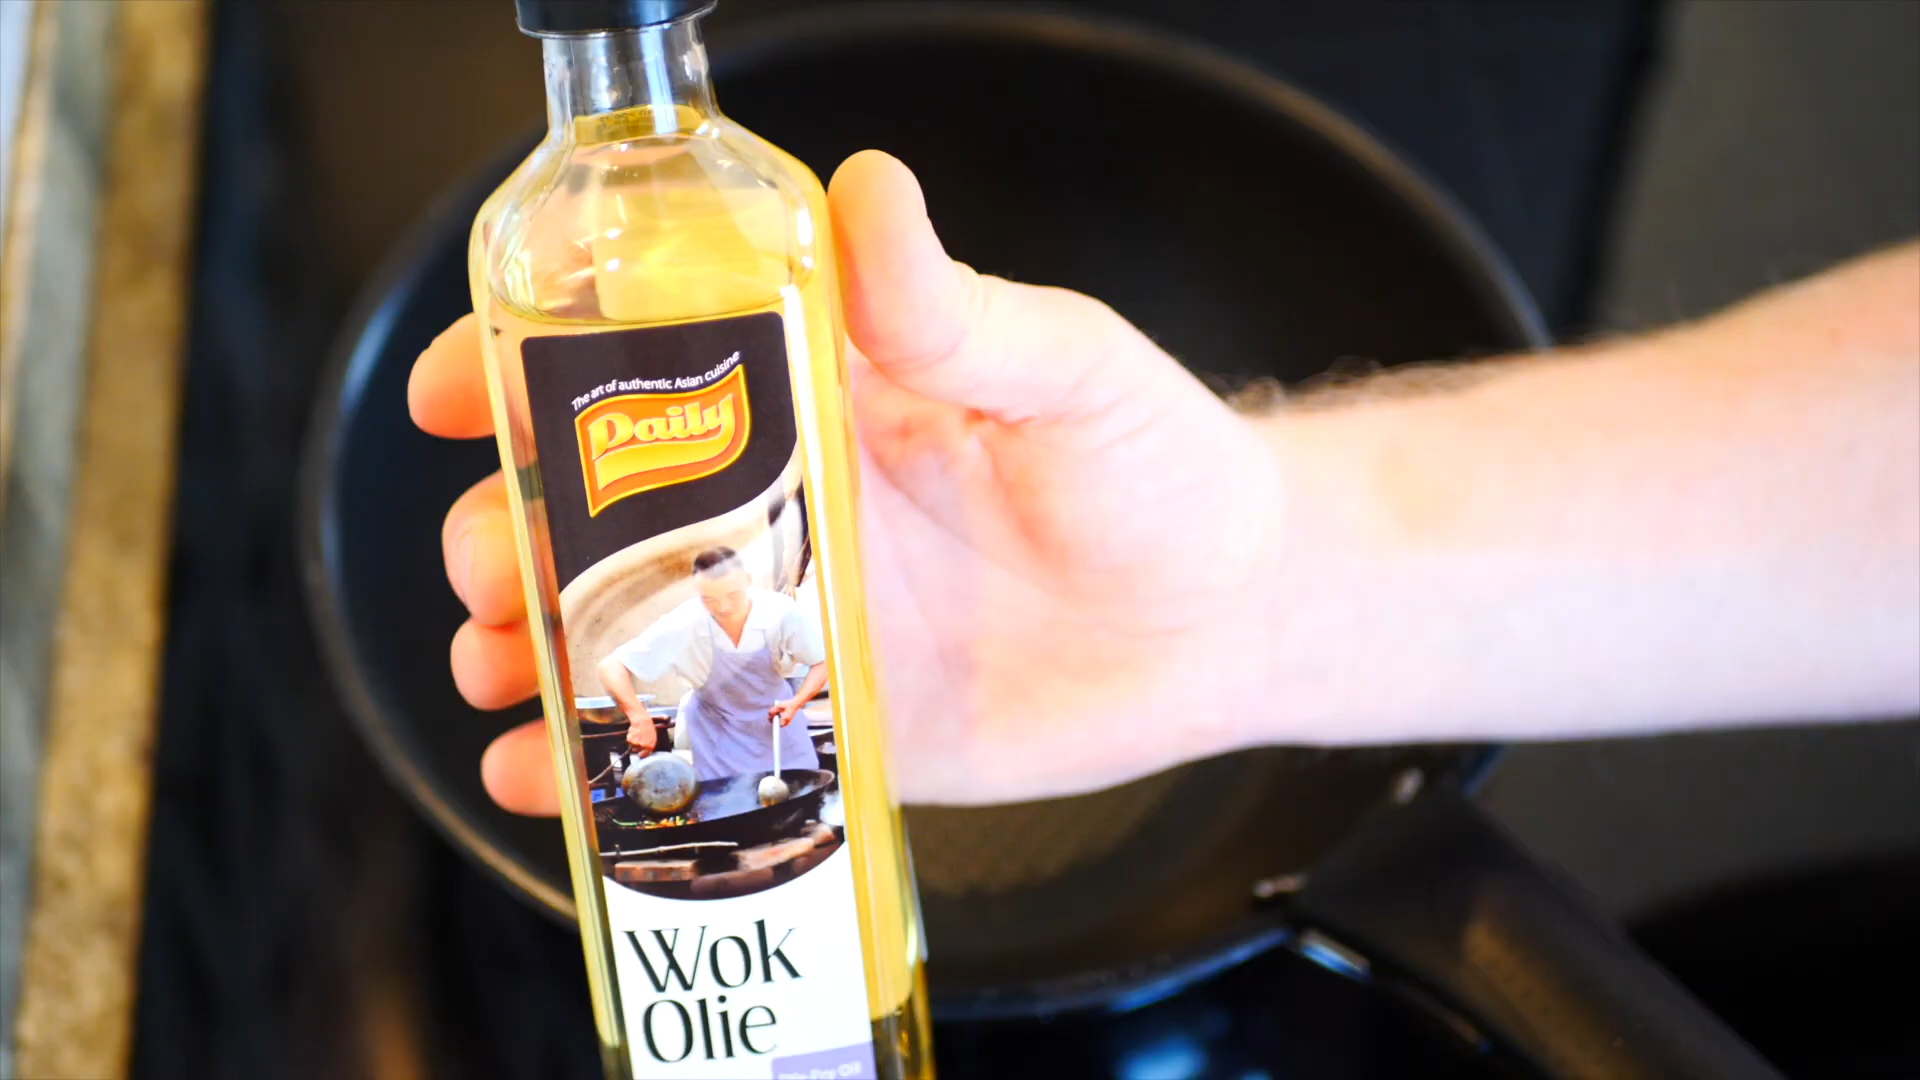 The art of authentic Asian cuisine
Daily
Wok
Olie